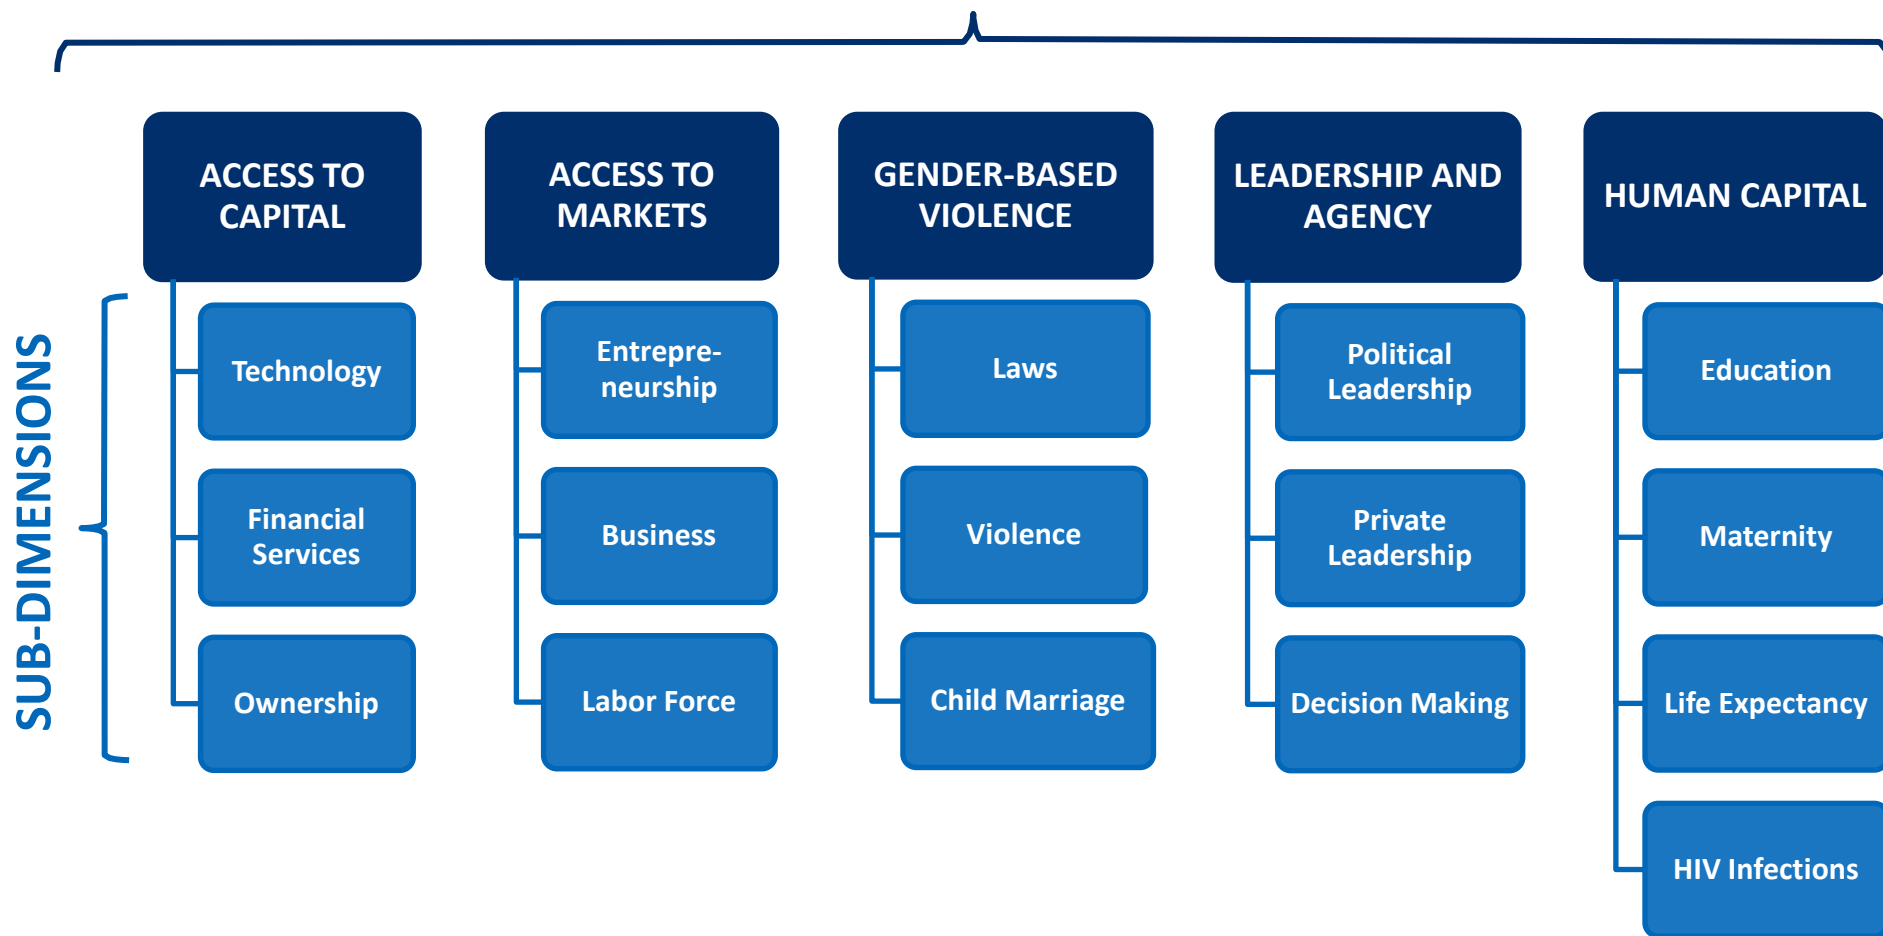 ACCESS TO
CAPITAL
ACCESS TO
MARKETS
GENDER-BASED
VIOLENCE
LEADERSHIP AND
AGENCY
HUMAN CAPITAL
SUB-DIMENSIONS
Technology
Financial
Services
Ownership
Entrepre-
neurship
Business
Labor Force
Laws
Violence
Child Marriage
Political
Leadership
Private
Leadership
Decision Making
Education
Maternity
Life Expectancy
HIV Infections